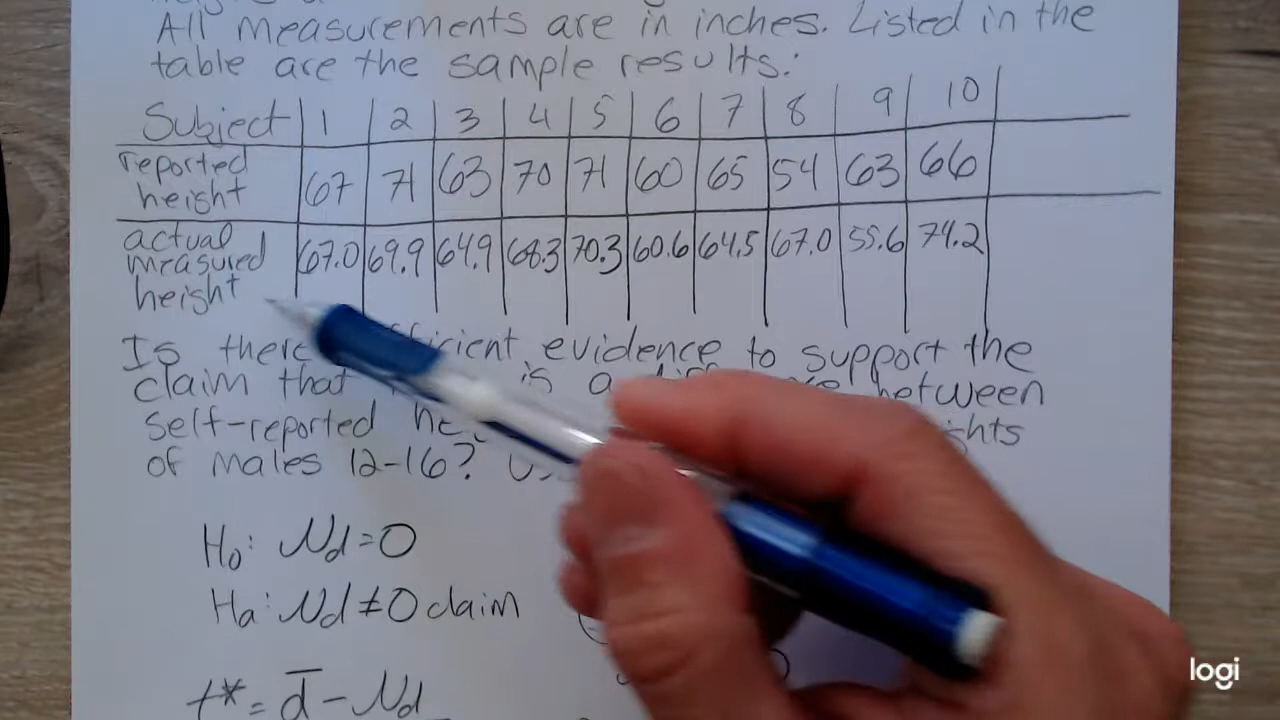 All measurements are in inches. Listed in the
table are the sample results:
Subject 1 2 3 4 5 6 7 8 9 10
reported height 67 71 63 70 71 60 65 54 63 66
actual measured height 67.0 69.9 64.9 68.3 70.3 60.6 64.5 67.0 55.6 74.2
Is there evidence to support the
claim that is a between
self-reported
of males 12-16?
H₀: μd=0
Ha: μd≠0 claim
t* = d̄ - μd
logi